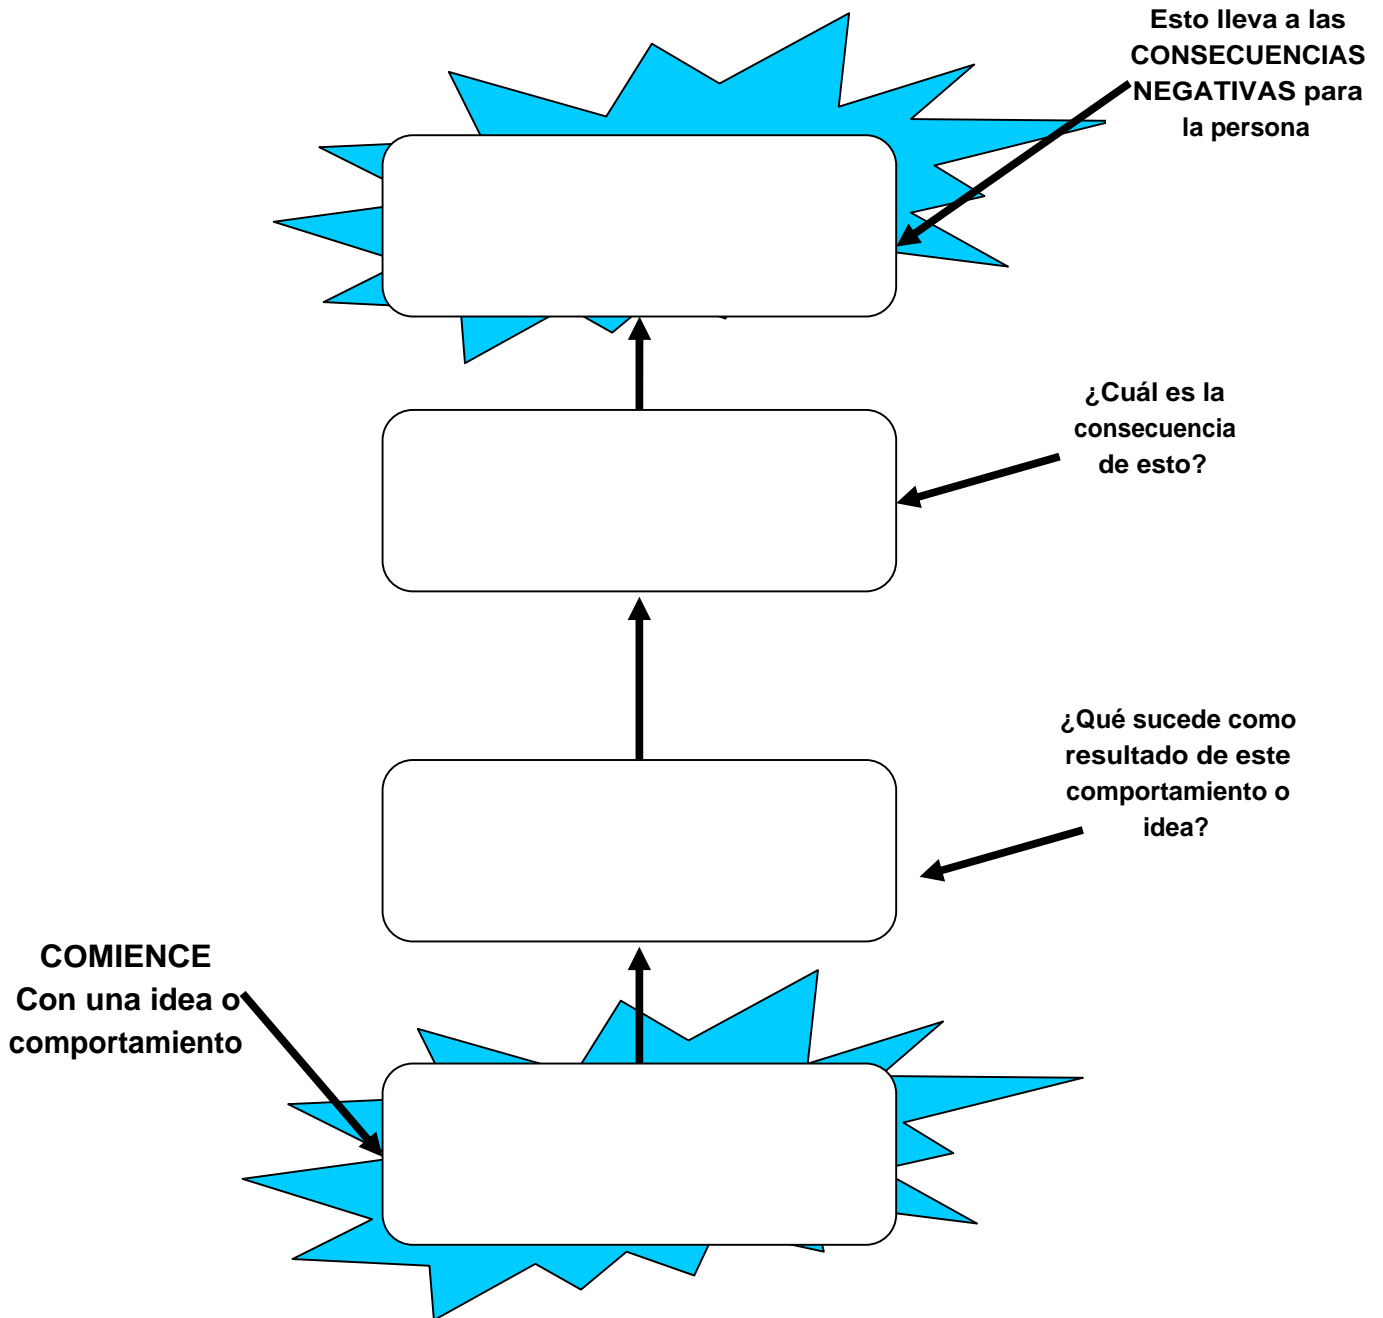 Esto lleva a las
CONSECUENCIAS
NEGATIVAS para
la persona
¿Cuál es la
consecuencia
de esto?
¿Qué sucede como
resultado de este
comportamiento o
idea?
COMIENCE
Con una idea o
comportamiento